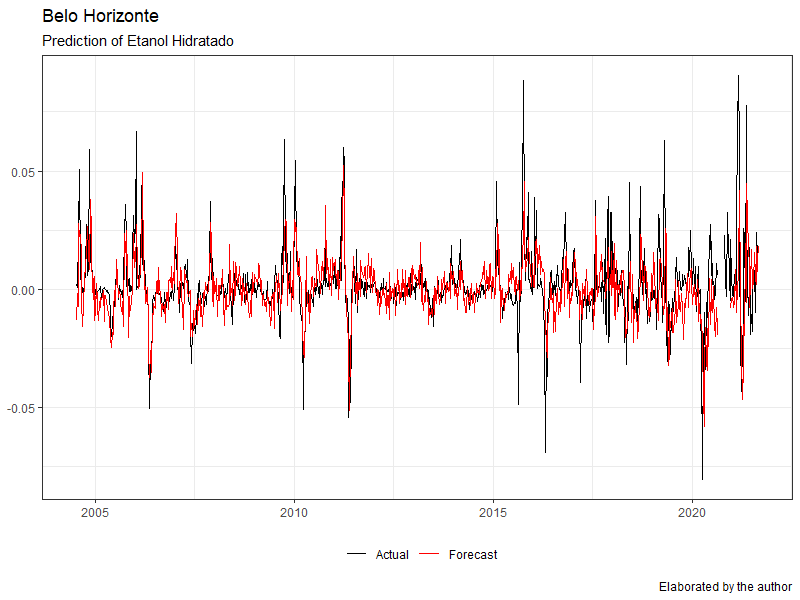 Belo Horizonte
Prediction of Etanol Hidratado
0.05
0.00
-0.05
2005 2010 2015 2020
Actual Forecast
Elaborated by the author